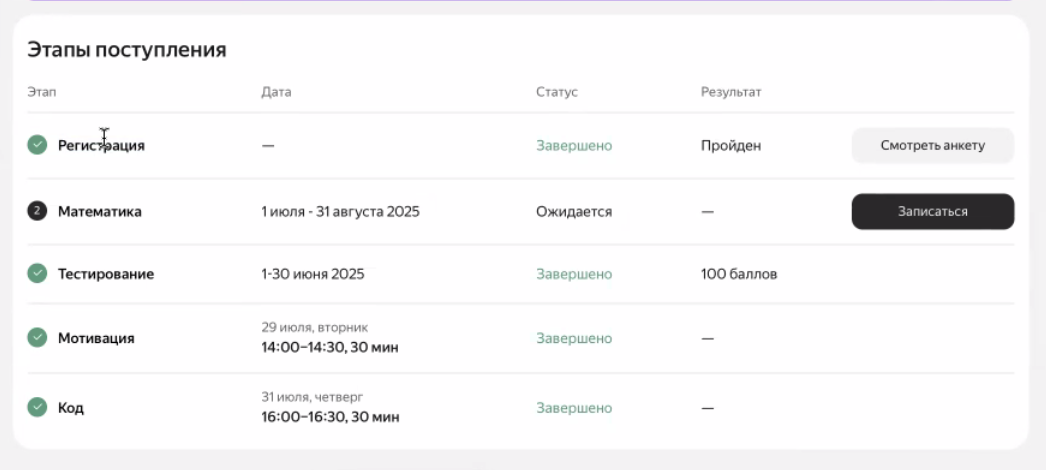 Этапы поступления
Этап Дата Статус Результат
Регистрация — Завершено Пройден Смотреть анкету
2 Математика 1 июля - 31 августа 2025 Ожидается — Записаться
Тестирование 1-30 июня 2025 Завершено 100 баллов
29 июля, вторник
Мотивация 14:00–14:30, 30 мин Завершено —
31 июля, четверг
Код 16:00–16:30, 30 мин Завершено —